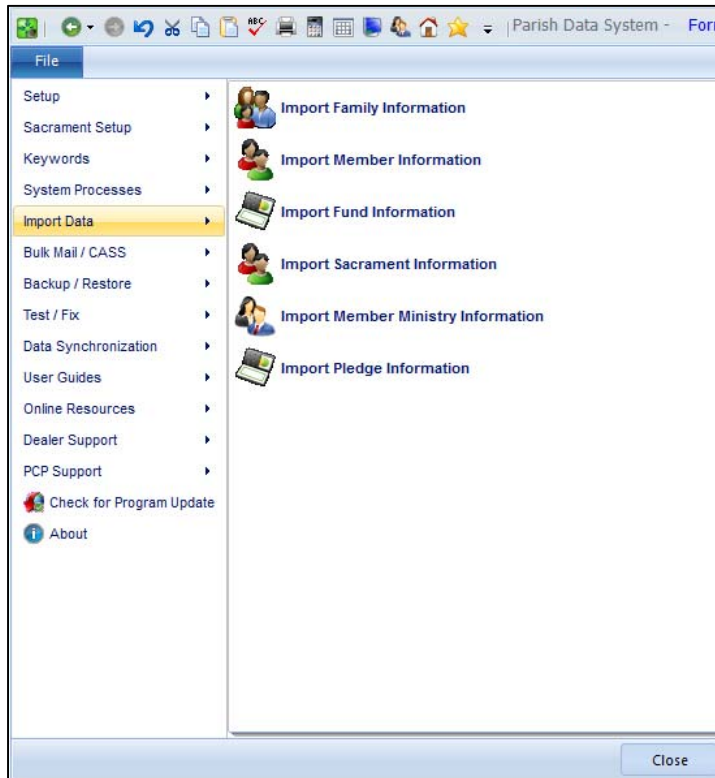 ABC
Parish Data System - For
File
Setup
Sacrament Setup
Keywords
System Processes
Import Data
Bulk Mail / CASS
Backup / Restore
Test / Fix
Data Synchronization
User Guides
Online Resources
Dealer Support
PCP Support
Check for Program Update
About
Import Family Information
Import Member Information
Import Fund Information
Import Sacrament Information
Import Member Ministry Information
Import Pledge Information
Close